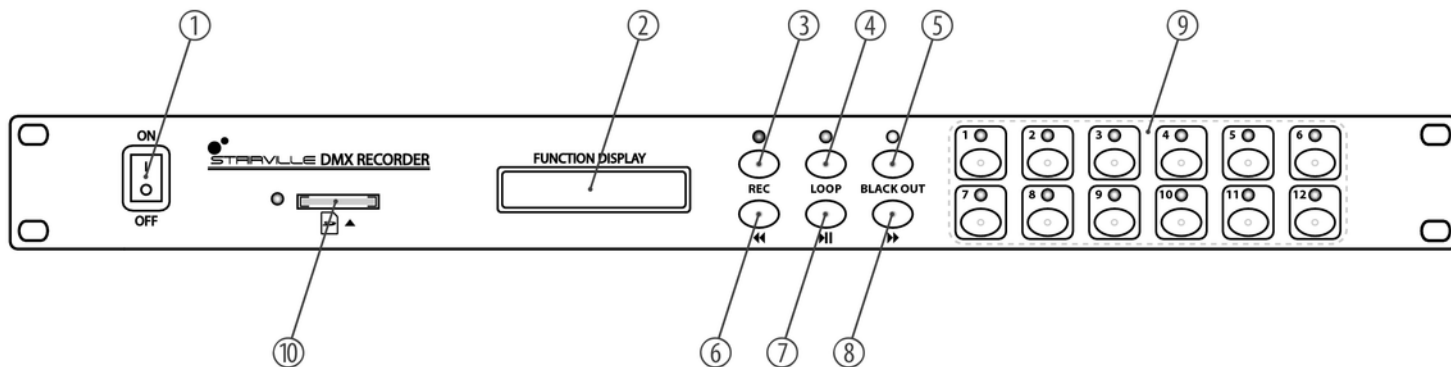 1 2 3 4 5 9
ON
STAIRVILLE DMX RECORDER
FUNCTION DISPLAY
1 2 3 4 5 6
REC LOOP BLACK OUT
7 8 9 10 11 12
OFF
10 6 7 8